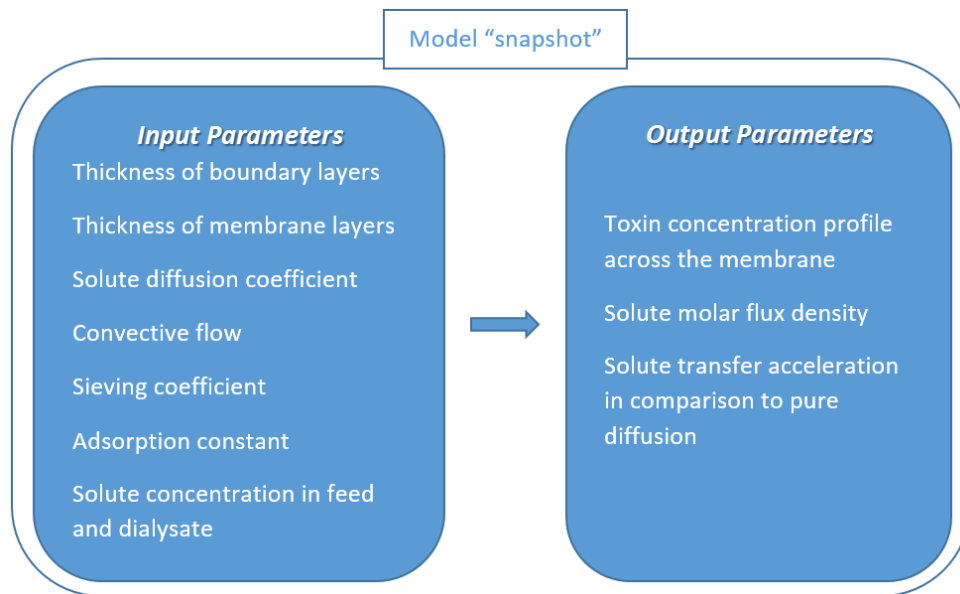 Model “snapshot”
Input Parameters
Thickness of boundary layers
Thickness of membrane layers
Solute diffusion coefficient
Convective flow
Sieving coefficient
Adsorption constant
Solute concentration in feed
and dialysate
Output Parameters
Toxin concentration profile
across the membrane
Solute molar flux density
Solute transfer acceleration
in comparison to pure
diffusion